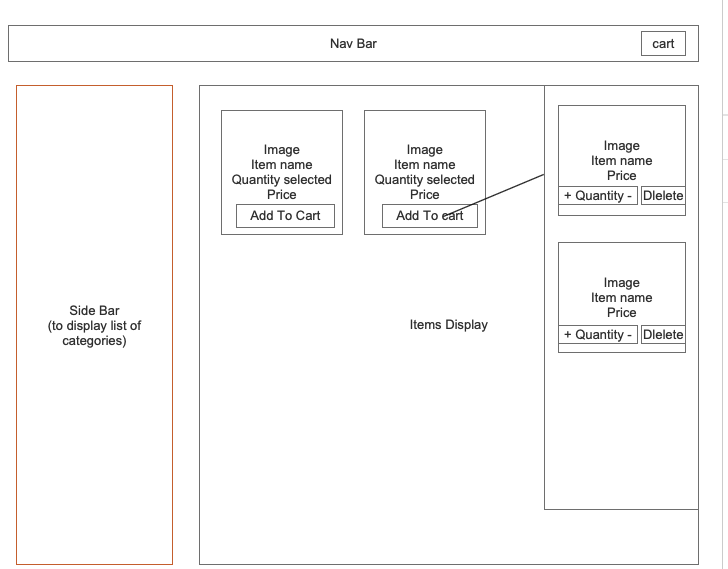 Nav Bar
cart
Side Bar
(to display list of
categories)
Image
Item name
Quantity selected
Price
Add To Cart
Image
Item name
Quantity selected
Price
Add To cart
Items Display
Image
Item name
Price
+ Quantity -
Dlelete
Image
Item name
Price
+ Quantity -
Dlelete